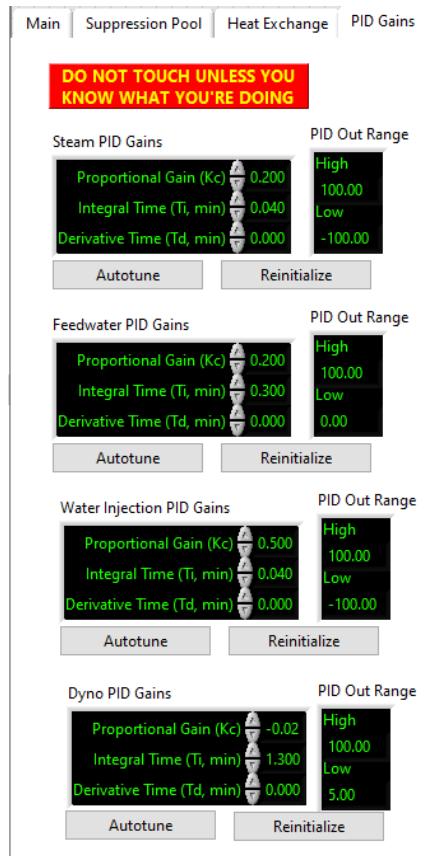 Main Suppression Pool Heat Exchange PID Gains
DO NOT TOUCH UNLESS YOU
KNOW WHAT YOU'RE DOING
Steam PID Gains
Proportional Gain (Kc) 0.200
Integral Time (Ti, min) 0.040
Derivative Time (Td, min) 0.000
PID Out Range
High
100.00
Low
-100.00
Autotune Reinitialize
Feedwater PID Gains
Proportional Gain (Kc) 0.200
Integral Time (Ti, min) 0.300
Derivative Time (Td, min) 0.000
PID Out Range
High
100.00
Low
0.00
Autotune Reinitialize
Water Injection PID Gains
Proportional Gain (Kc) 0.500
Integral Time (Ti, min) 0.040
Derivative Time (Td, min) 0.000
PID Out Range
High
100.00
Low
-100.00
Autotune Reinitialize
Dyno PID Gains
Proportional Gain (Kc) -0.02
Integral Time (Ti, min) 1.300
Derivative Time (Td, min) 0.000
PID Out Range
High
100.00
Low
5.00
Autotune Reinitialize